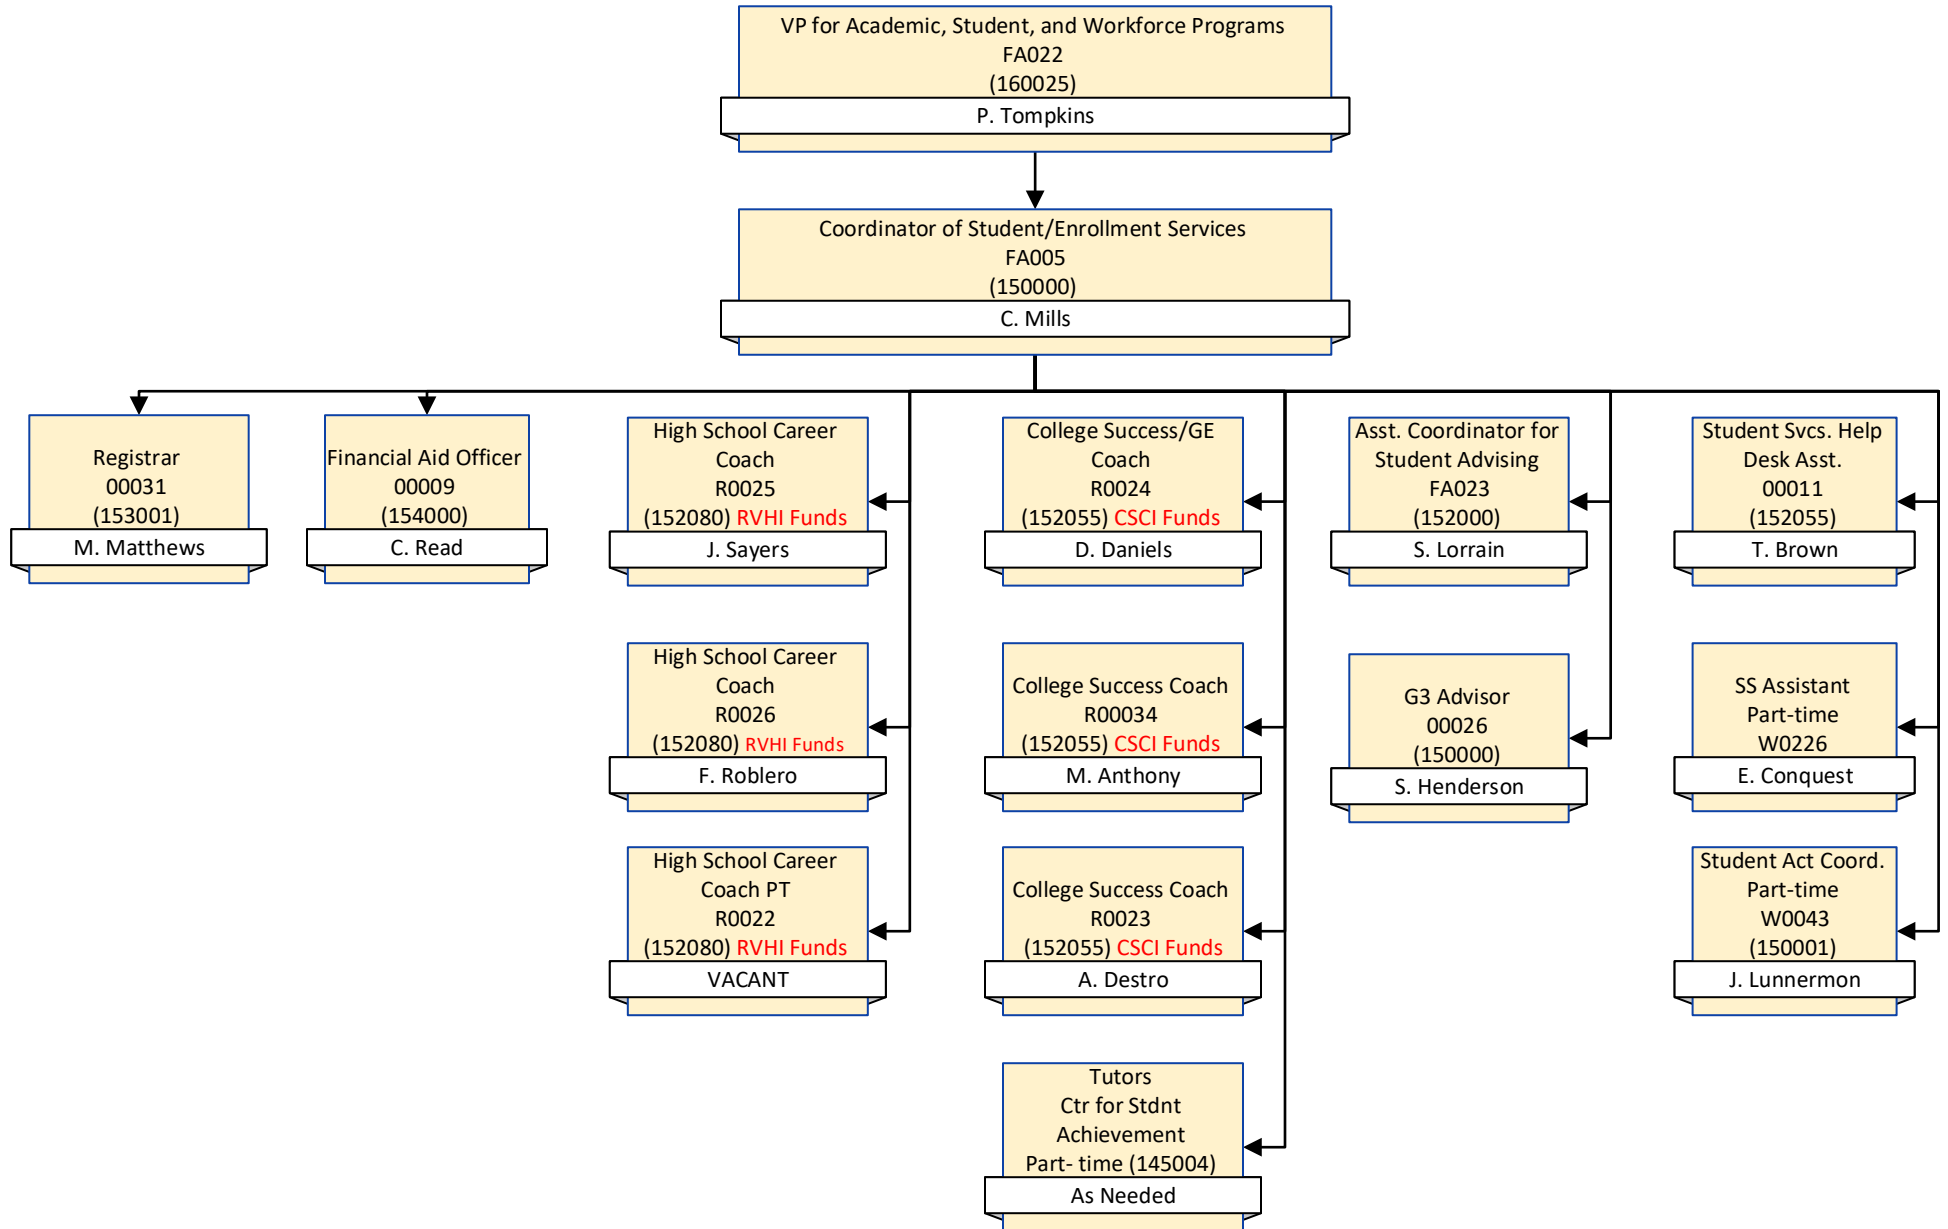 VP for Academic, Student, and Workforce Programs
FA022
(160025)
P. Tompkins
Coordinator of Student/Enrollment Services
FA005
(150000)
C. Mills
Registrar
00031
(153001)
M. Matthews
Financial Aid Officer
00009
(154000)
C. Read
High School Career
Coach
R0025
(152080) RVHI Funds
J. Sayers
College Success/GE
Coach
R0024
(152055) CSCI Funds
D. Daniels
Asst. Coordinator for
Student Advising
FA023
(152000)
S. Lorrain
Student Svcs. Help
Desk Asst.
00011
(152055)
T. Brown
High School Career
Coach
R0026
(152080) RVHI Funds
F. Roblero
College Success Coach
R00034
(152055) CSCI Funds
M. Anthony
G3 Advisor
00026
(150000)
S. Henderson
SS Assistant
Part-time
W0226
E. Conquest
High School Career
Coach PT
R0022
(152080) RVHI Funds
VACANT
College Success Coach
R0023
(152055) CSCI Funds
A. Destro
Student Act Coord.
Part-time
W0043
(150001)
J. Lunnermon
Tutors
Ctr for Stdnt
Achievement
Part- time (145004)
As Needed